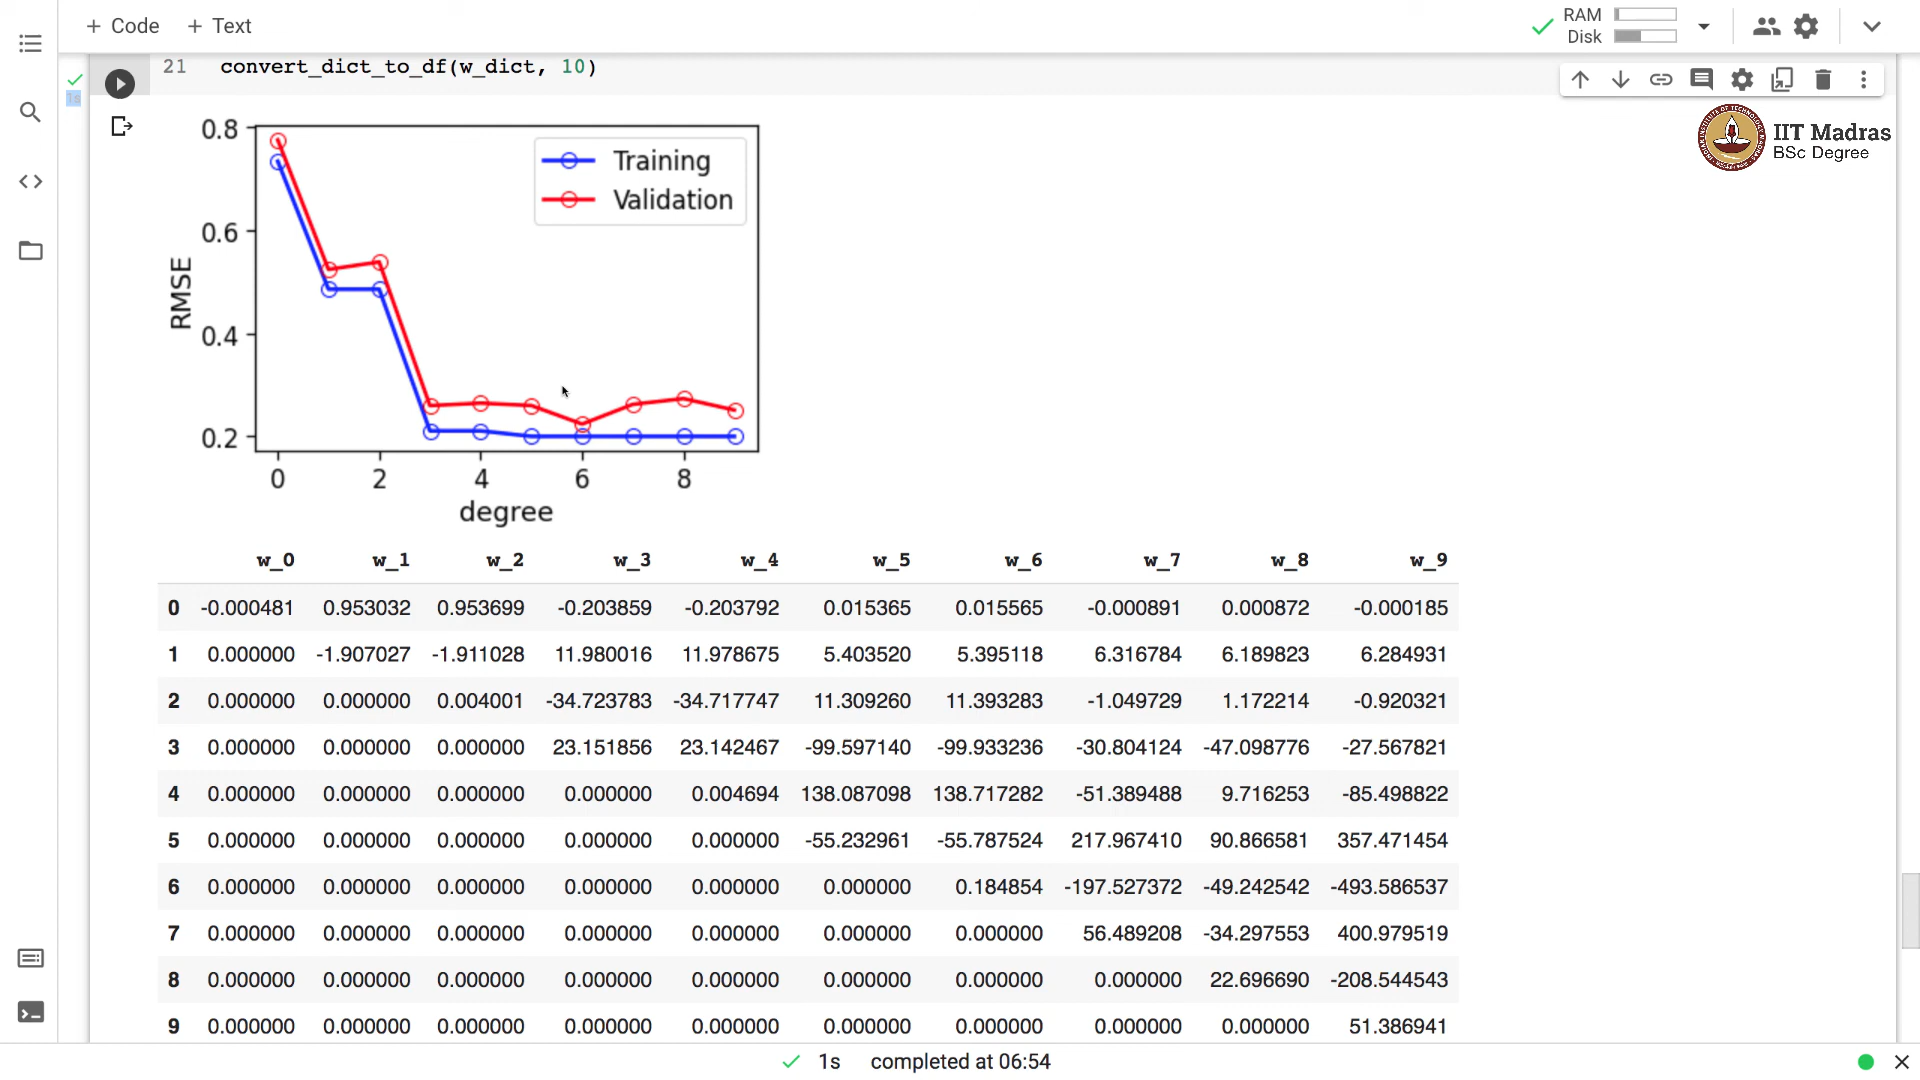 + Code + Text
RAM
Disk
21 convert_dict_to_df(w_dict, 10)
1s
IIT Madras
BSc Degree
0.8
0.6
0.4
0.2
RMSE
Training
Validation
0 2 4 6 8
degree
w_0 w_1 w_2 w_3 w_4 w_5 w_6 w_7 w_8 w_9
0 -0.000481 0.953032 0.953699 -0.203859 -0.203792 0.015365 0.015565 -0.000891 0.000872 -0.000185
1 0.000000 -1.907027 -1.911028 11.980016 11.978675 5.403520 5.395118 6.316784 6.189823 6.284931
2 0.000000 0.000000 0.004001 -34.723783 -34.717747 11.309260 11.393283 -1.049729 1.172214 -0.920321
3 0.000000 0.000000 0.000000 23.151856 23.142467 -99.597140 -99.933236 -30.804124 -47.098776 -27.567821
4 0.000000 0.000000 0.000000 0.000000 0.004694 138.087098 138.717282 -51.389488 9.716253 -85.498822
5 0.000000 0.000000 0.000000 0.000000 0.000000 -55.232961 -55.787524 217.967410 90.866581 357.471454
6 0.000000 0.000000 0.000000 0.000000 0.000000 0.000000 0.184854 -197.527372 -49.242542 -493.586537
7 0.000000 0.000000 0.000000 0.000000 0.000000 0.000000 0.000000 56.489208 -34.297553 400.979519
8 0.000000 0.000000 0.000000 0.000000 0.000000 0.000000 0.000000 0.000000 22.696690 -208.544543
9 0.000000 0.000000 0.000000 0.000000 0.000000 0.000000 0.000000 0.000000 0.000000 51.386941
1s completed at 06:54